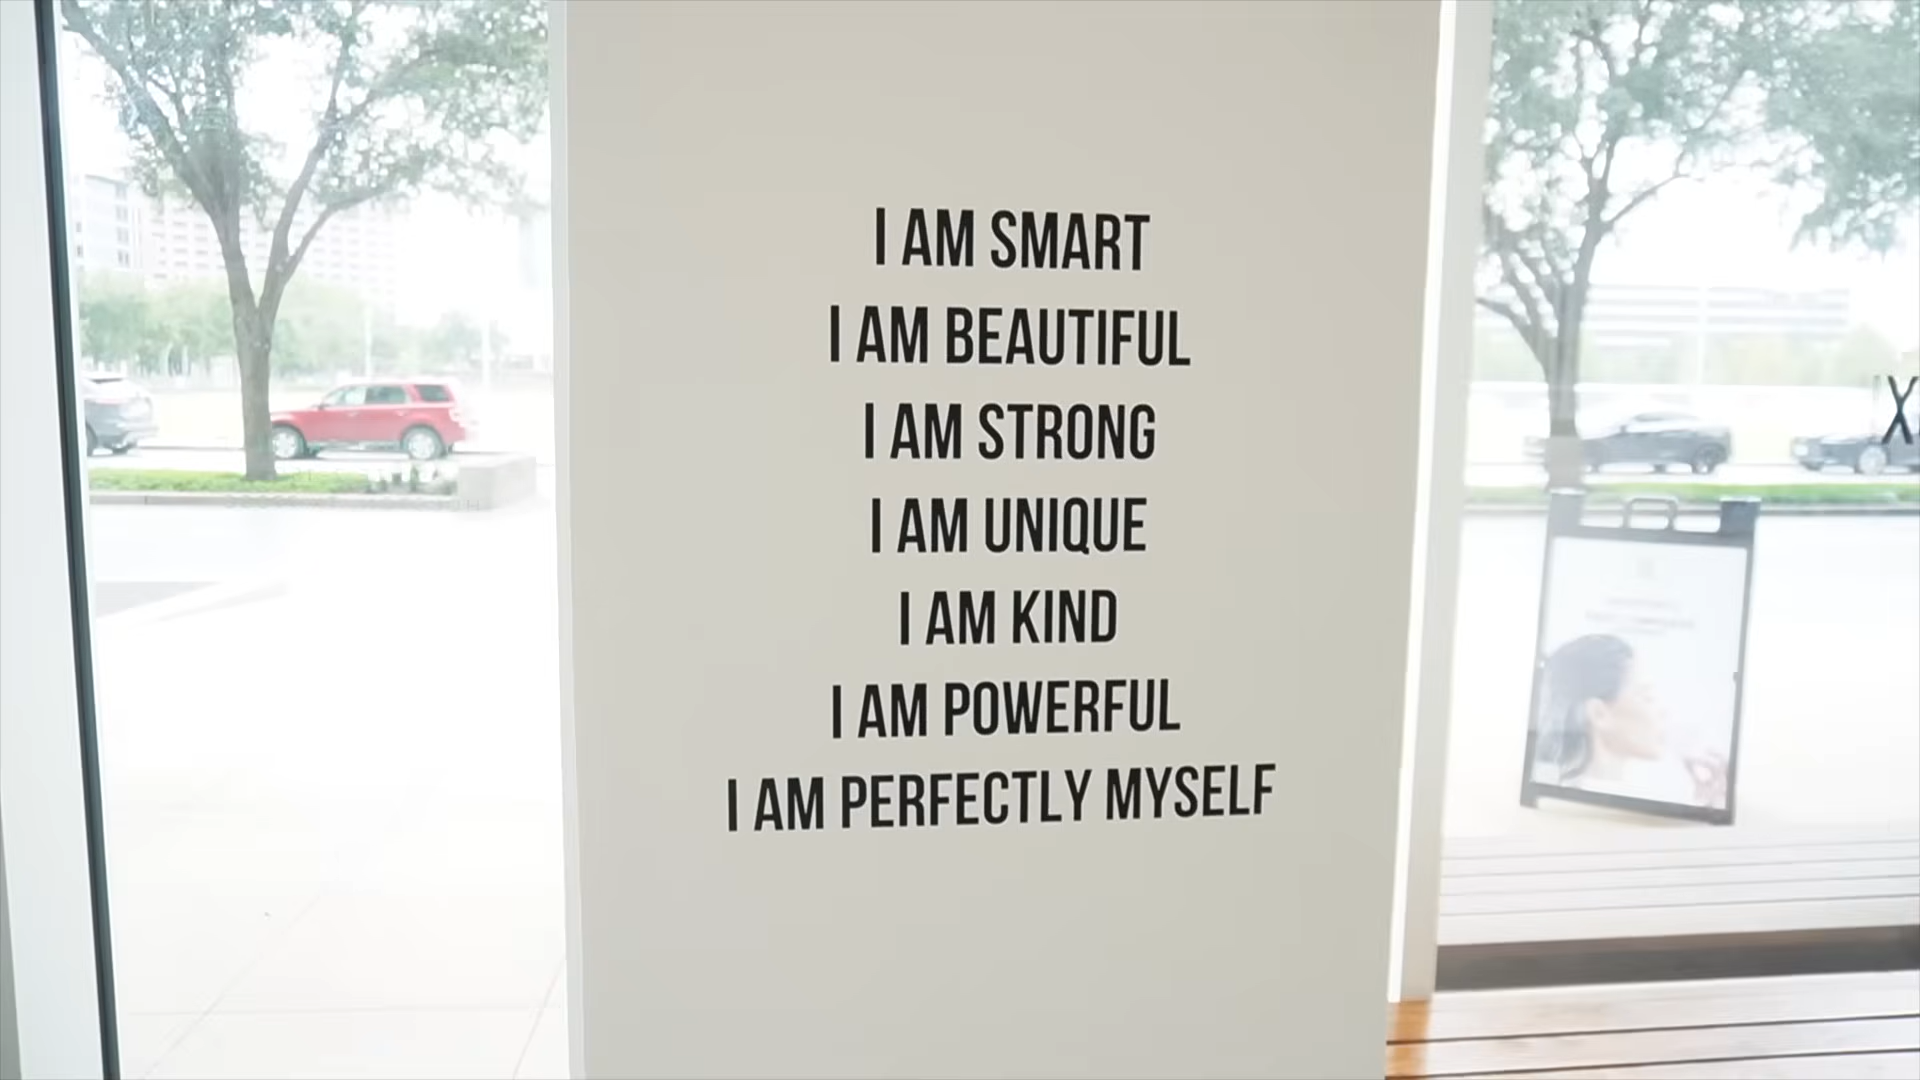 I AM SMART
I AM BEAUTIFUL
I AM STRONG
I AM UNIQUE
I AM KIND
I AM POWERFUL
I AM PERFECTLY MYSELF